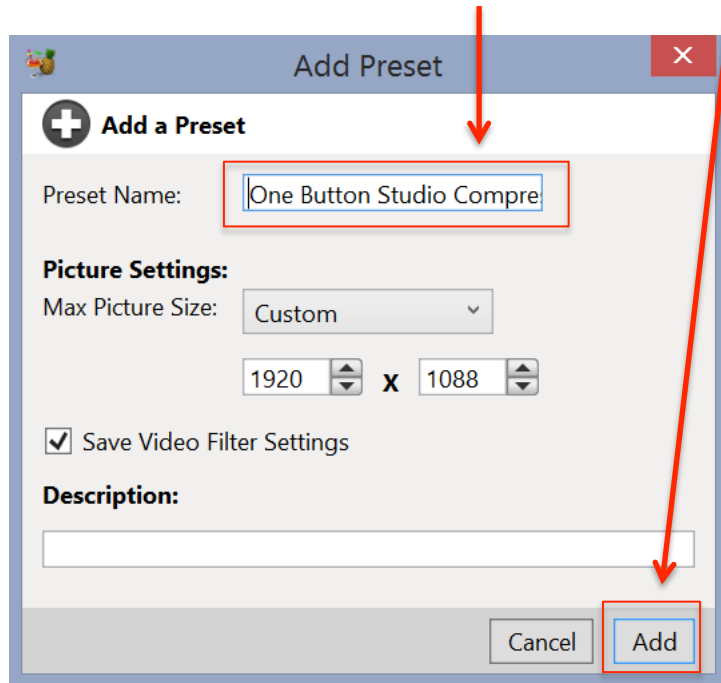 Add Preset
Add a Preset
Preset Name: One Button Studio Compre
Picture Settings:
Max Picture Size: Custom
1920 x 1088
Save Video Filter Settings
Description:
Cancel Add